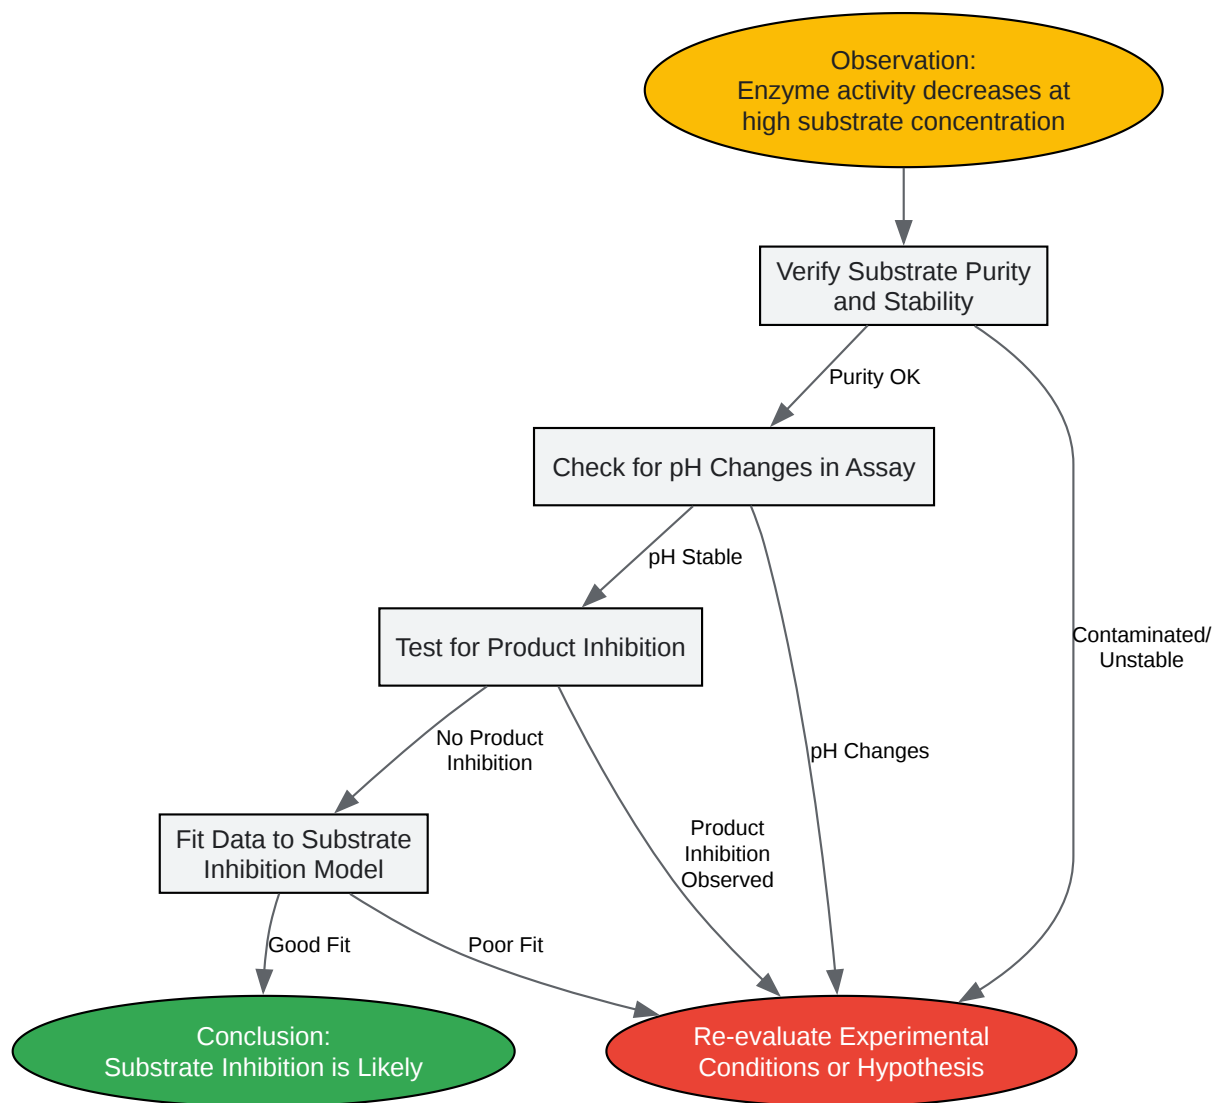 Observation:
Enzyme activity decreases at
high substrate concentration
Verify Substrate Purity
and Stability
Purity OK
Check for pH Changes in Assay
pH Stable
Contaminated/
Unstable
Test for Product Inhibition
No Product
Inhibition
pH Changes
Product
Inhibition
Observed
Fit Data to Substrate
Inhibition Model
Good Fit
Poor Fit
Conclusion:
Substrate Inhibition is Likely
Re-evaluate Experimental
Conditions or Hypothesis